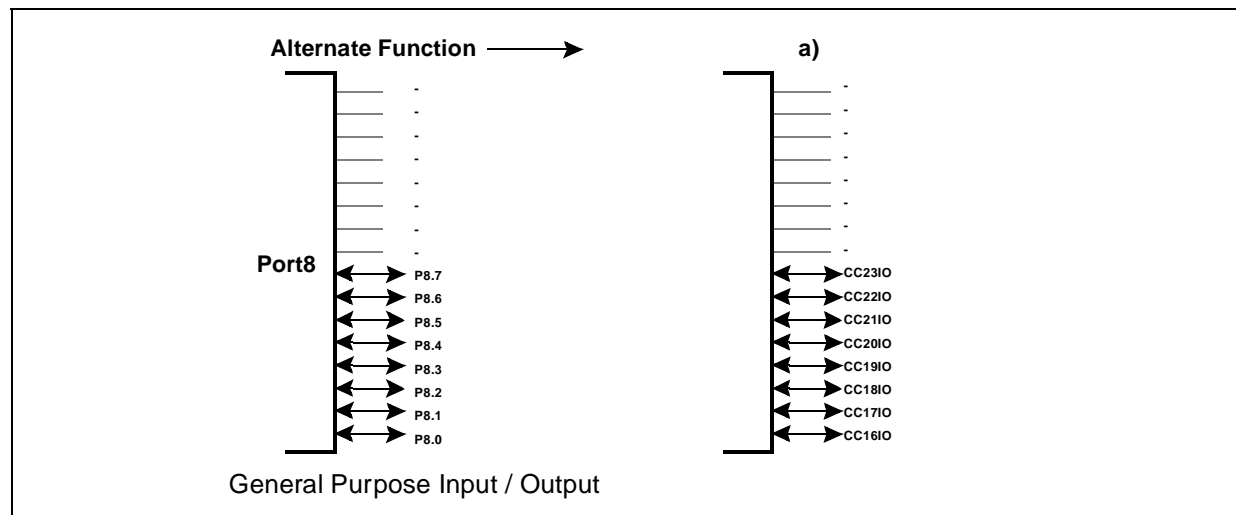 Alternate Function a)
- -
- -
- -
- -
- -
- -
- -
- -
Port8
P8.7 CC23IO
P8.6 CC22IO
P8.5 CC21IO
P8.4 CC20IO
P8.3 CC19IO
P8.2 CC18IO
P8.1 CC17IO
P8.0 CC16IO
General Purpose Input / Output